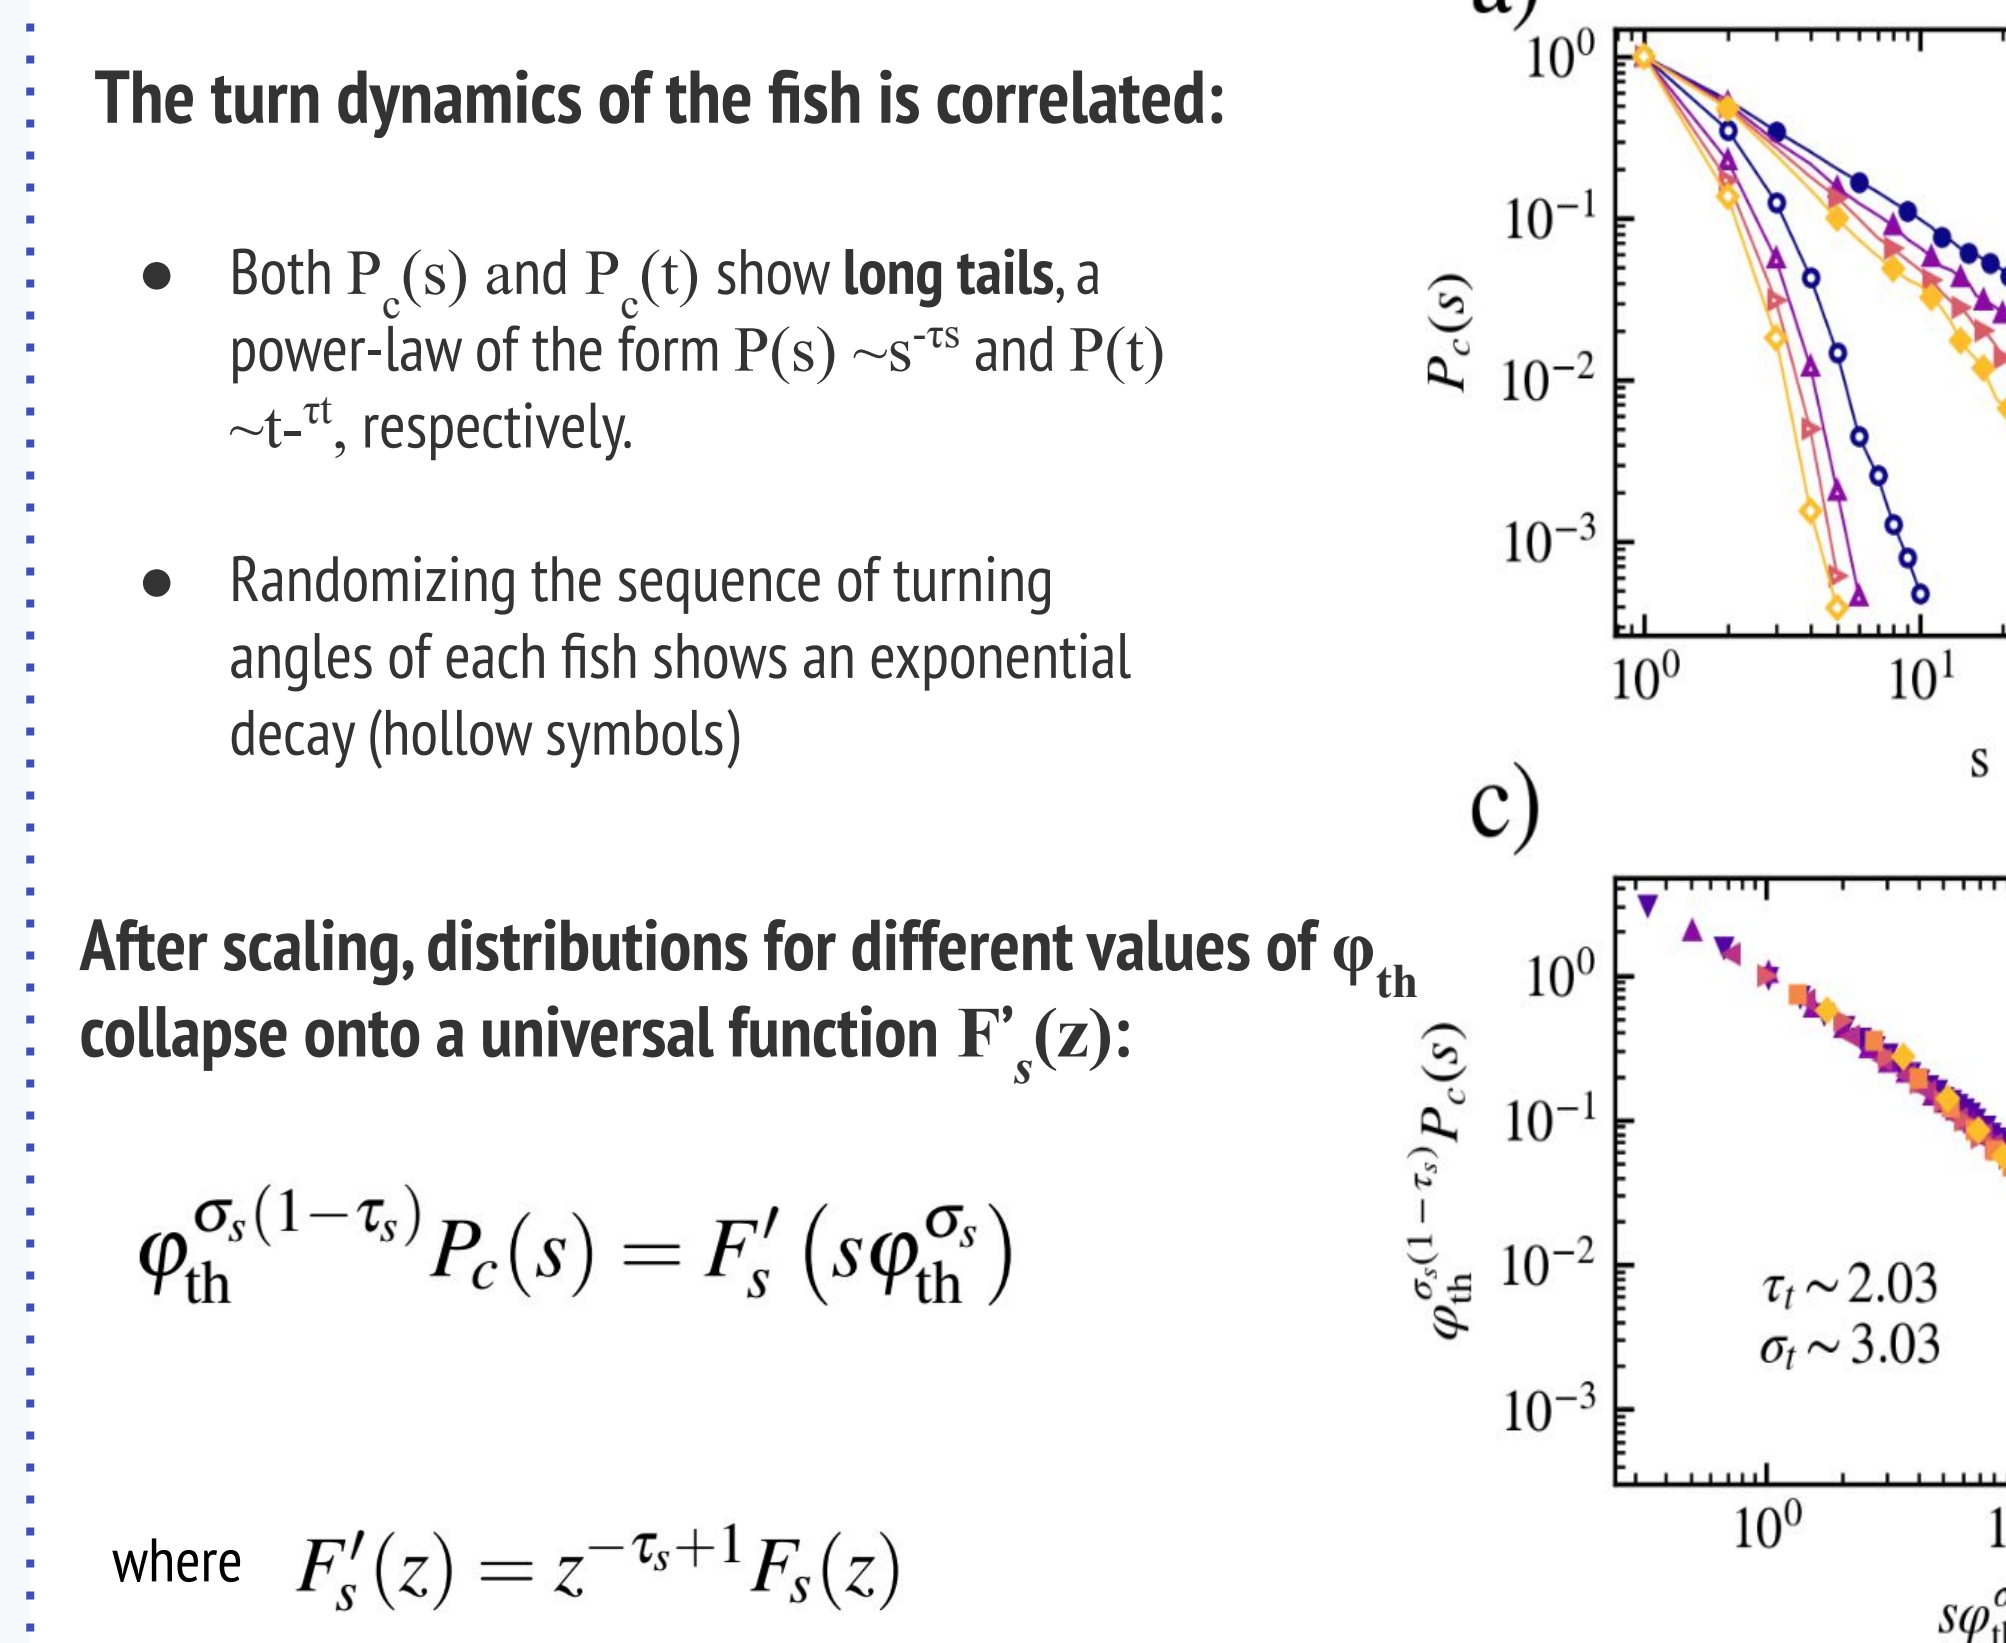 The turn dynamics of the fish is correlated:
● Both P_c(s) and P_c(t) show long tails, a
power-law of the form P(s) ~s^-τs and P(t)
~t-^τt, respectively.
● Randomizing the sequence of turning
angles of each fish shows an exponential
decay (hollow symbols)
After scaling, distributions for different values of φ_th
collapse onto a universal function F’_s(z):
φ_th^σ_s(1−τ_s) P_c(s) = F′_s (sφ_th^σ_s)
where F′_s(z) = z^−τ_s+1 F_s(z)
a)
10^0
10^−1
10^−2
10^−3
P_c(s)
10^0 10^1
s
c)
10^0
10^−1
10^−2
10^−3
φ_th^σ_s(1−τ_s) P_c(s)
τ_t ~ 2.03
σ_t ~ 3.03
10^0 1
sφ